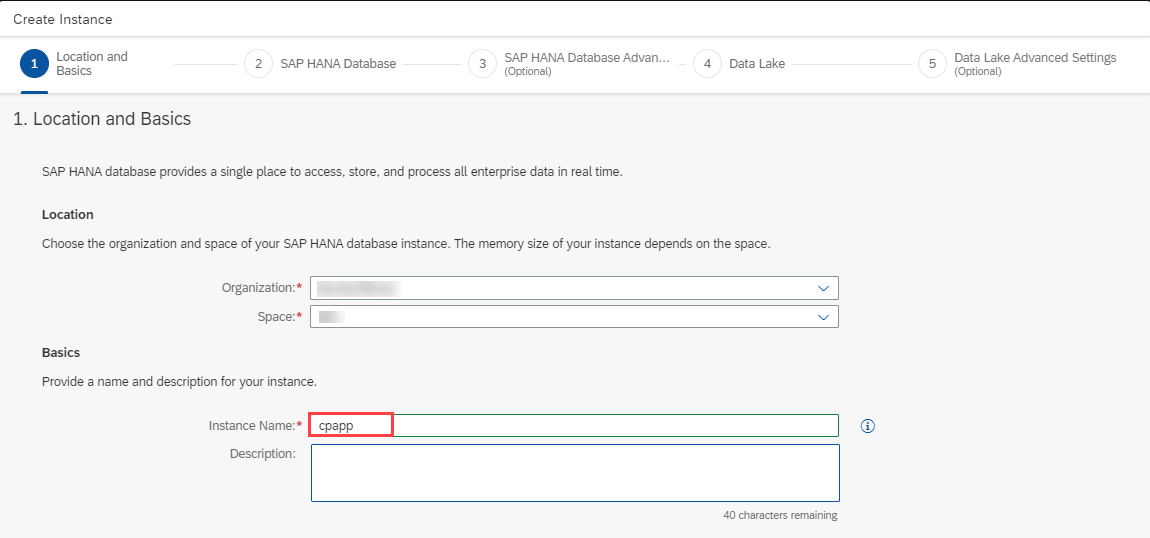 Create Instance
1
Location and
Basics
2
SAP HANA Database
3
SAP HANA Database Advan...
(Optional)
4
Data Lake
5
Data Lake Advanced Settings
(Optional)
1. Location and Basics
SAP HANA database provides a single place to access, store, and process all enterprise data in real time.
Location
Choose the organization and space of your SAP HANA database instance. The memory size of your instance depends on the space.
Organization:*
Space:*
Basics
Provide a name and description for your instance.
Instance Name:* cpapp
Description:
40 characters remaining